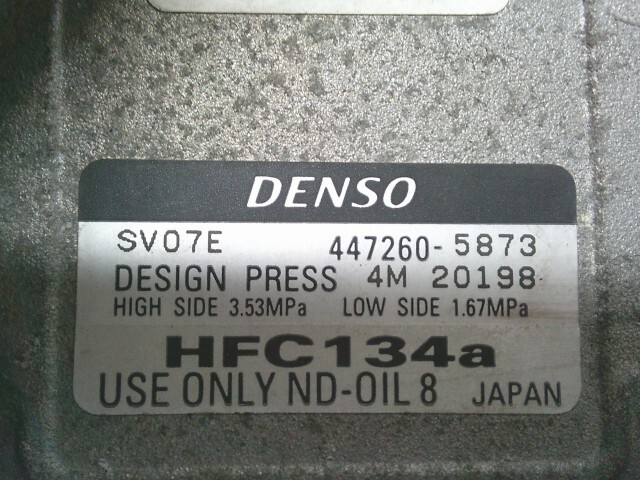 DENSO
SV07E 447260-5873
DESIGN PRESS 4M 20198
HIGH SIDE 3.53MPa LOW SIDE 1.67MPa
HFC134a
USE ONLY ND-OIL 8 JAPAN